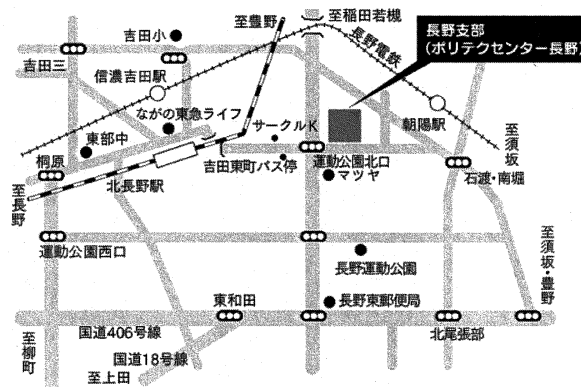 至豊野
至稲田若槻
長野支部
(ポリテクセンター長野)
吉田小
長野電鉄
吉田三
信濃吉田駅
ながの東急ライフ
サークルK
朝陽駅
至須坂
東部中
桐原
吉田東町バス停
運動公園北口
石渡・南堀
北長野駅
マツヤ
至長野
運動公園西口
長野運動公園
至須坂・豊野
東和田
長野東郵便局
国道406号線
北尾張部
至柳町
国道18号線
至上田